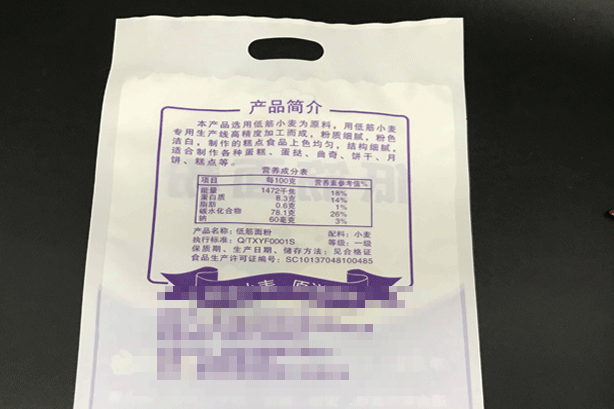 产品简介
本产品选用低筋小麦为原料，用低筋小麦
专用生产线高精度加工而成，粉质细腻，粉色
洁白，制作的糕点食品上色均匀，结构细腻，
适合制作各种蛋糕、蛋挞、曲奇、饼干、月
饼、糕点等。
营养成分表
项目 每100克 营养素参考值%
能量 1472千焦 18%
蛋白质 8.3克 14%
脂肪 0.6克 1%
碳水化合物 78.1克 26%
钠 60毫克 3%
产品名称：低筋面粉 配料：小麦
执行标准：Q/TXYF0001S 等级：一级
保质期、生产日期、储存方法：见合格证
食品生产许可证编号：SC10137048100485